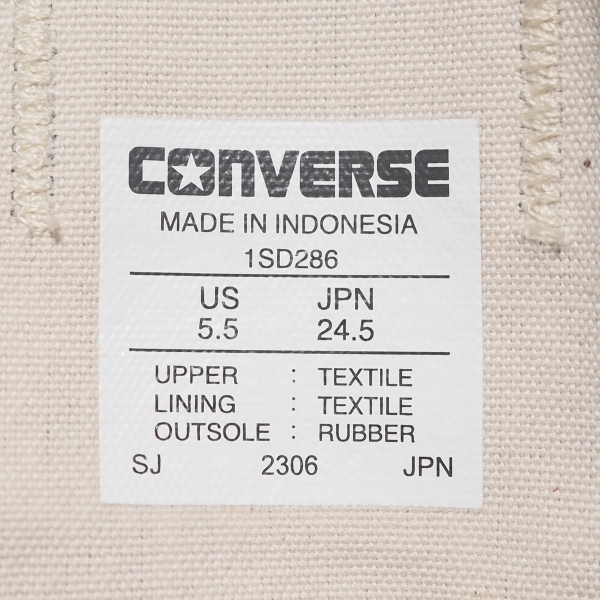 CONVERSE
MADE IN INDONESIA
1SD286
US JPN
5.5 24.5
UPPER : TEXTILE
LINING : TEXTILE
OUTSOLE : RUBBER
SJ 2306 JPN